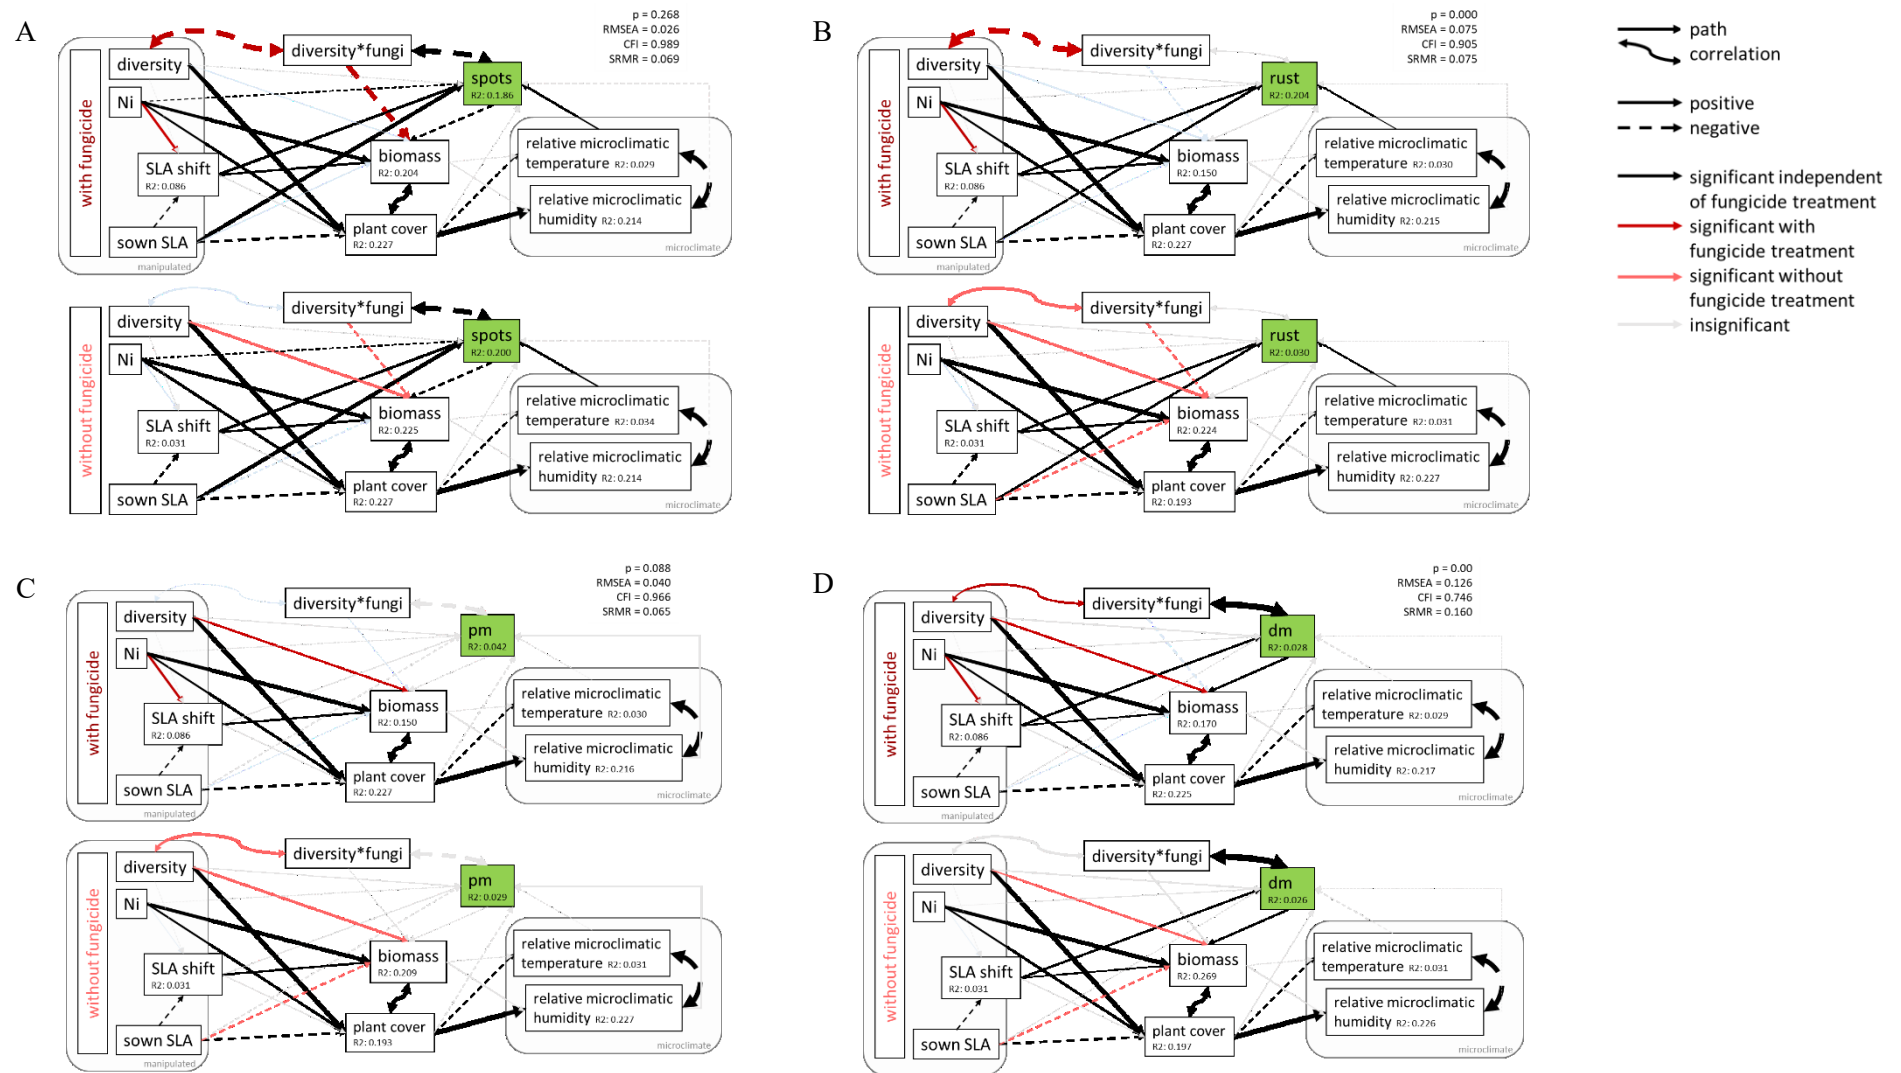 A
p = 0.268
RMSEA = 0.026
CFI = 0.989
SRMR = 0.069
with fungicide
diversity
diversity*fungi
spots
R2: 0.1.86
Ni
SLA shift
R2: 0.086
biomass
R2: 0.204
relative microclimatic
temperature R2: 0.029
relative microclimatic
humidity R2: 0.214
sown SLA
plant cover
R2: 0.227
manipulated
microclimate
without fungicide
diversity
diversity*fungi
spots
R2: 0.200
Ni
SLA shift
R2: 0.031
biomass
R2: 0.225
relative microclimatic
temperature R2: 0.034
relative microclimatic
humidity R2: 0.214
sown SLA
plant cover
R2: 0.227
microclimate
B
p = 0.000
RMSEA = 0.075
CFI = 0.905
SRMR = 0.075
with fungicide
diversity
diversity*fungi
rust
R2: 0.204
Ni
SLA shift
R2: 0.086
biomass
R2: 0.150
relative microclimatic
temperature R2: 0.030
relative microclimatic
humidity R2: 0.215
sown SLA
plant cover
R2: 0.227
manipulated
microclimate
without fungicide
diversity
diversity*fungi
rust
R2: 0.030
Ni
SLA shift
R2: 0.031
biomass
R2: 0.224
relative microclimatic
temperature R2: 0.031
relative microclimatic
humidity R2: 0.227
sown SLA
plant cover
R2: 0.193
microclimate
path
correlation
positive
negative
significant independent
of fungicide treatment
significant with
fungicide treatment
significant without
fungicide treatment
insignificant
C
p = 0.088
RMSEA = 0.040
CFI = 0.966
SRMR = 0.065
with fungicide
diversity
diversity*fungi
pm
R2: 0.042
Ni
SLA shift
R2: 0.086
biomass
R2: 0.150
relative microclimatic
temperature R2: 0.030
relative microclimatic
humidity R2: 0.216
sown SLA
plant cover
R2: 0.227
manipulated
microclimate
without fungicide
diversity
diversity*fungi
pm
R2: 0.029
Ni
SLA shift
R2: 0.031
biomass
R2: 0.209
relative microclimatic
temperature R2: 0.031
relative microclimatic
humidity R2: 0.227
sown SLA
plant cover
R2: 0.193
manipulated
microclimate
D
p = 0.00
RMSEA = 0.126
CFI = 0.746
SRMR = 0.160
with fungicide
diversity
diversity*fungi
dm
R2: 0.028
Ni
SLA shift
R2: 0.086
biomass
R2: 0.170
relative microclimatic
temperature R2: 0.029
relative microclimatic
humidity R2: 0.217
sown SLA
plant cover
R2: 0.225
manipulated
microclimate
without fungicide
diversity
diversity*fungi
dm
R2: 0.026
Ni
SLA shift
R2: 0.031
biomass
R2: 0.269
relative microclimatic
temperature R2: 0.031
relative microclimatic
humidity R2: 0.226
sown SLA
plant cover
R2: 0.197
manipulated
microclimate